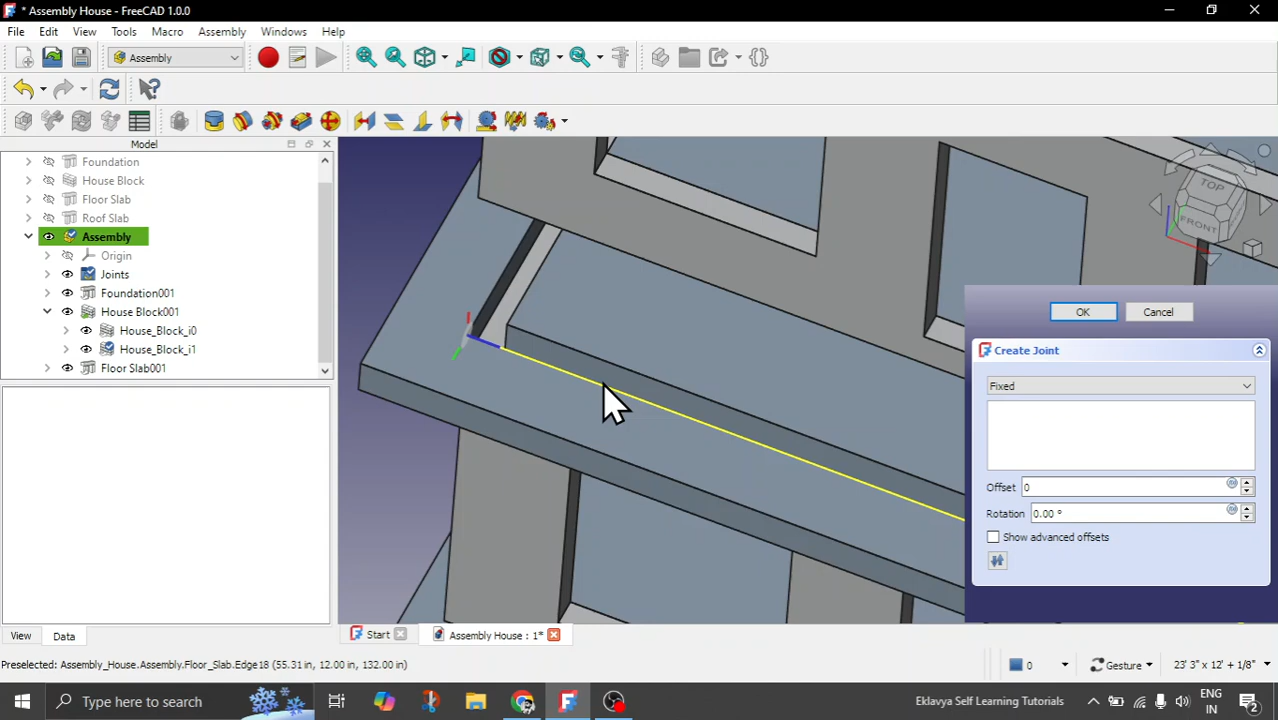 * Assembly House - FreeCAD 1.0.0
File Edit View Tools Macro Assembly Windows Help
Assembly
Model
Foundation
House Block
Floor Slab
Roof Slab
Assembly
Origin
Joints
Foundation001
House Block001
House_Block_i0
House_Block_i1
Floor Slab001
TOP
FRONT
OK Cancel
Create Joint
Fixed
Offset 0
Rotation 0.00 °
Show advanced offsets
View Data
Start Assembly House : 1*
Preselected: Assembly_House.Assembly.Floor_Slab.Edge18 (55.31 in, 12.00 in, 132.00 in)
0 Gesture 23' 3" x 12' + 1/8"
Type here to search
Eklavya Self Learning Tutorials
ENG
IN
2